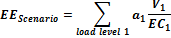 EE_Scenario = ∑_{load level 1} a_1 V_1/EC_1